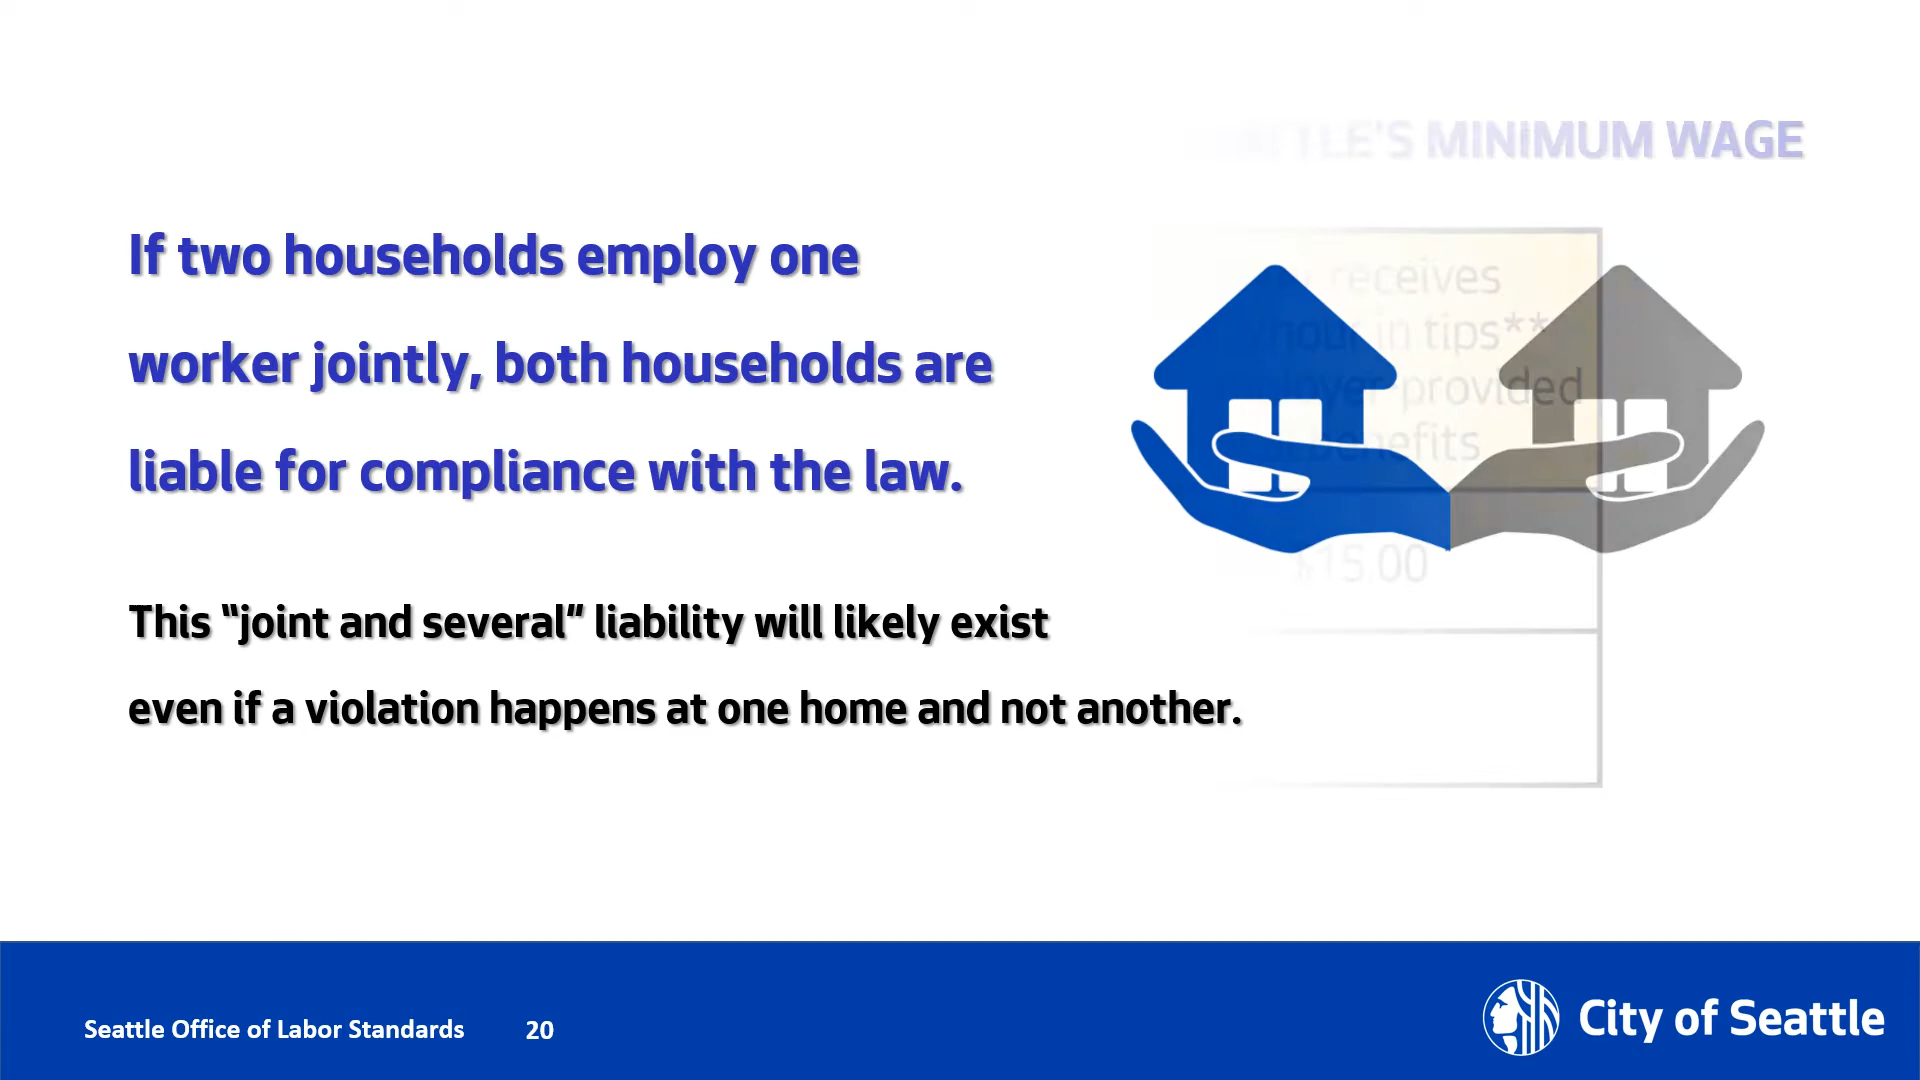 MINIMUM WAGE
If two households employ one
worker jointly, both households are
liable for compliance with the law.
receives
in tips**
provided
benefits
15.00
This “joint and several” liability will likely exist
even if a violation happens at one home and not another.
Seattle Office of Labor Standards 20
City of Seattle